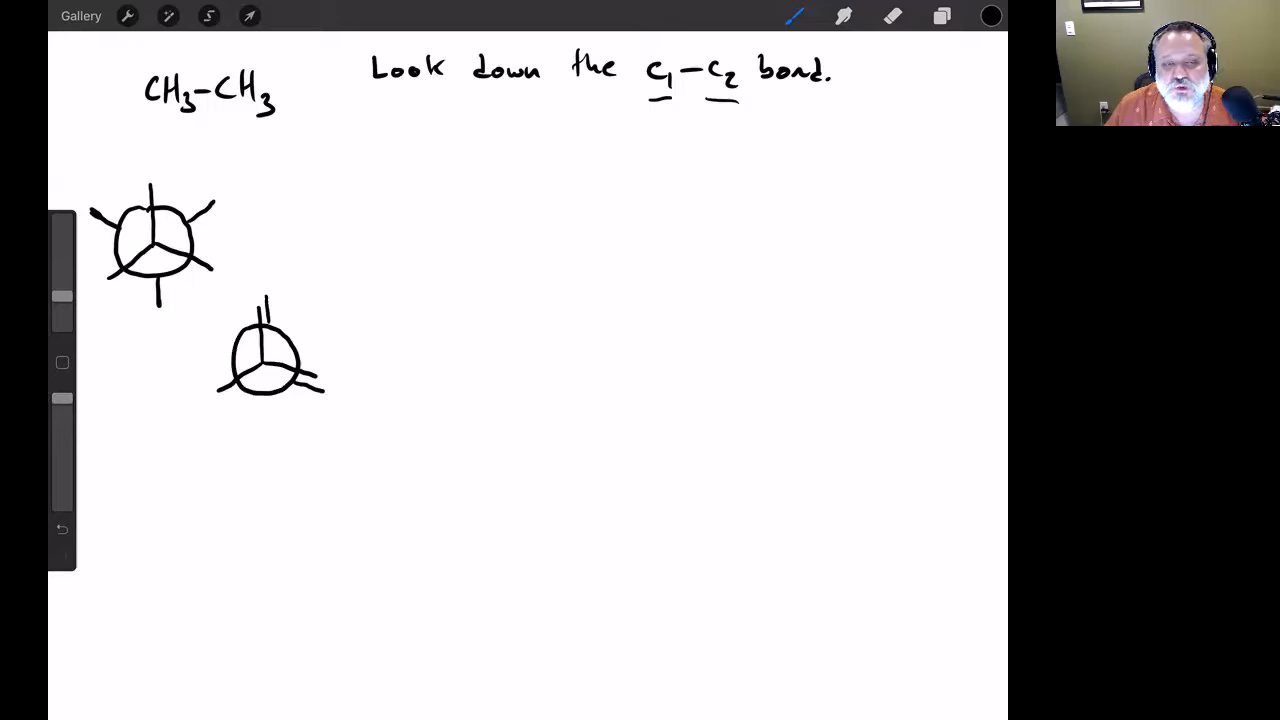 Gallery
CH₃–CH₃
Look down the C₁–C₂ bond.